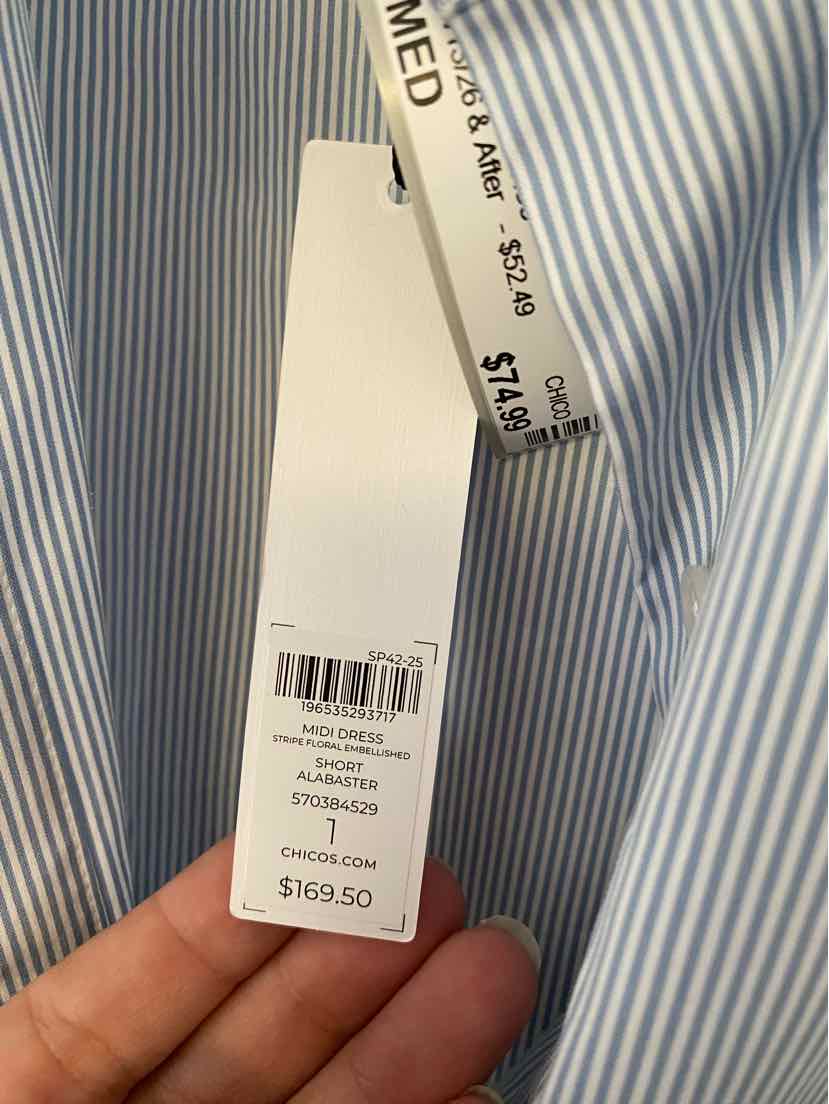 MED
/26 & After - $52.49
$74.99
CHICO
SP42-25
196535293717
MIDI DRESS
STRIPE FLORAL EMBELLISHED
SHORT
ALABASTER
570384529
1
CHICOS.COM
$169.50